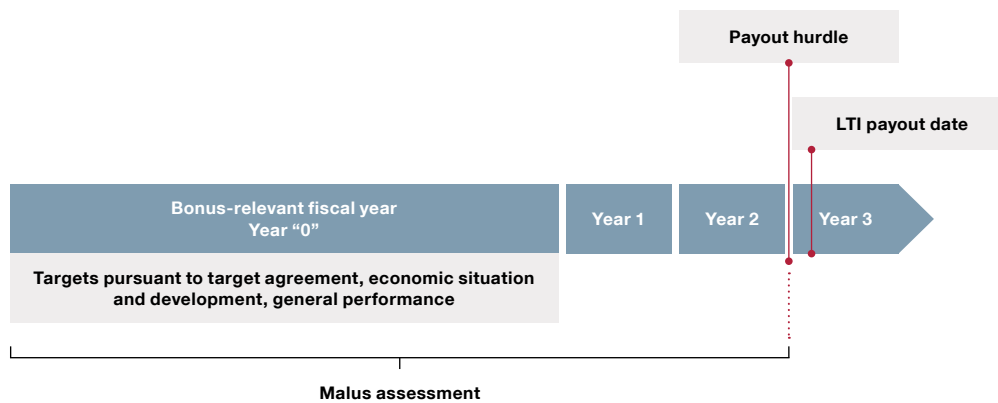 Payout hurdle
LTI payout date
Bonus-relevant fiscal year
Year “0”
Year 1
Year 2
Year 3
Targets pursuant to target agreement, economic situation
and development, general performance
Malus assessment